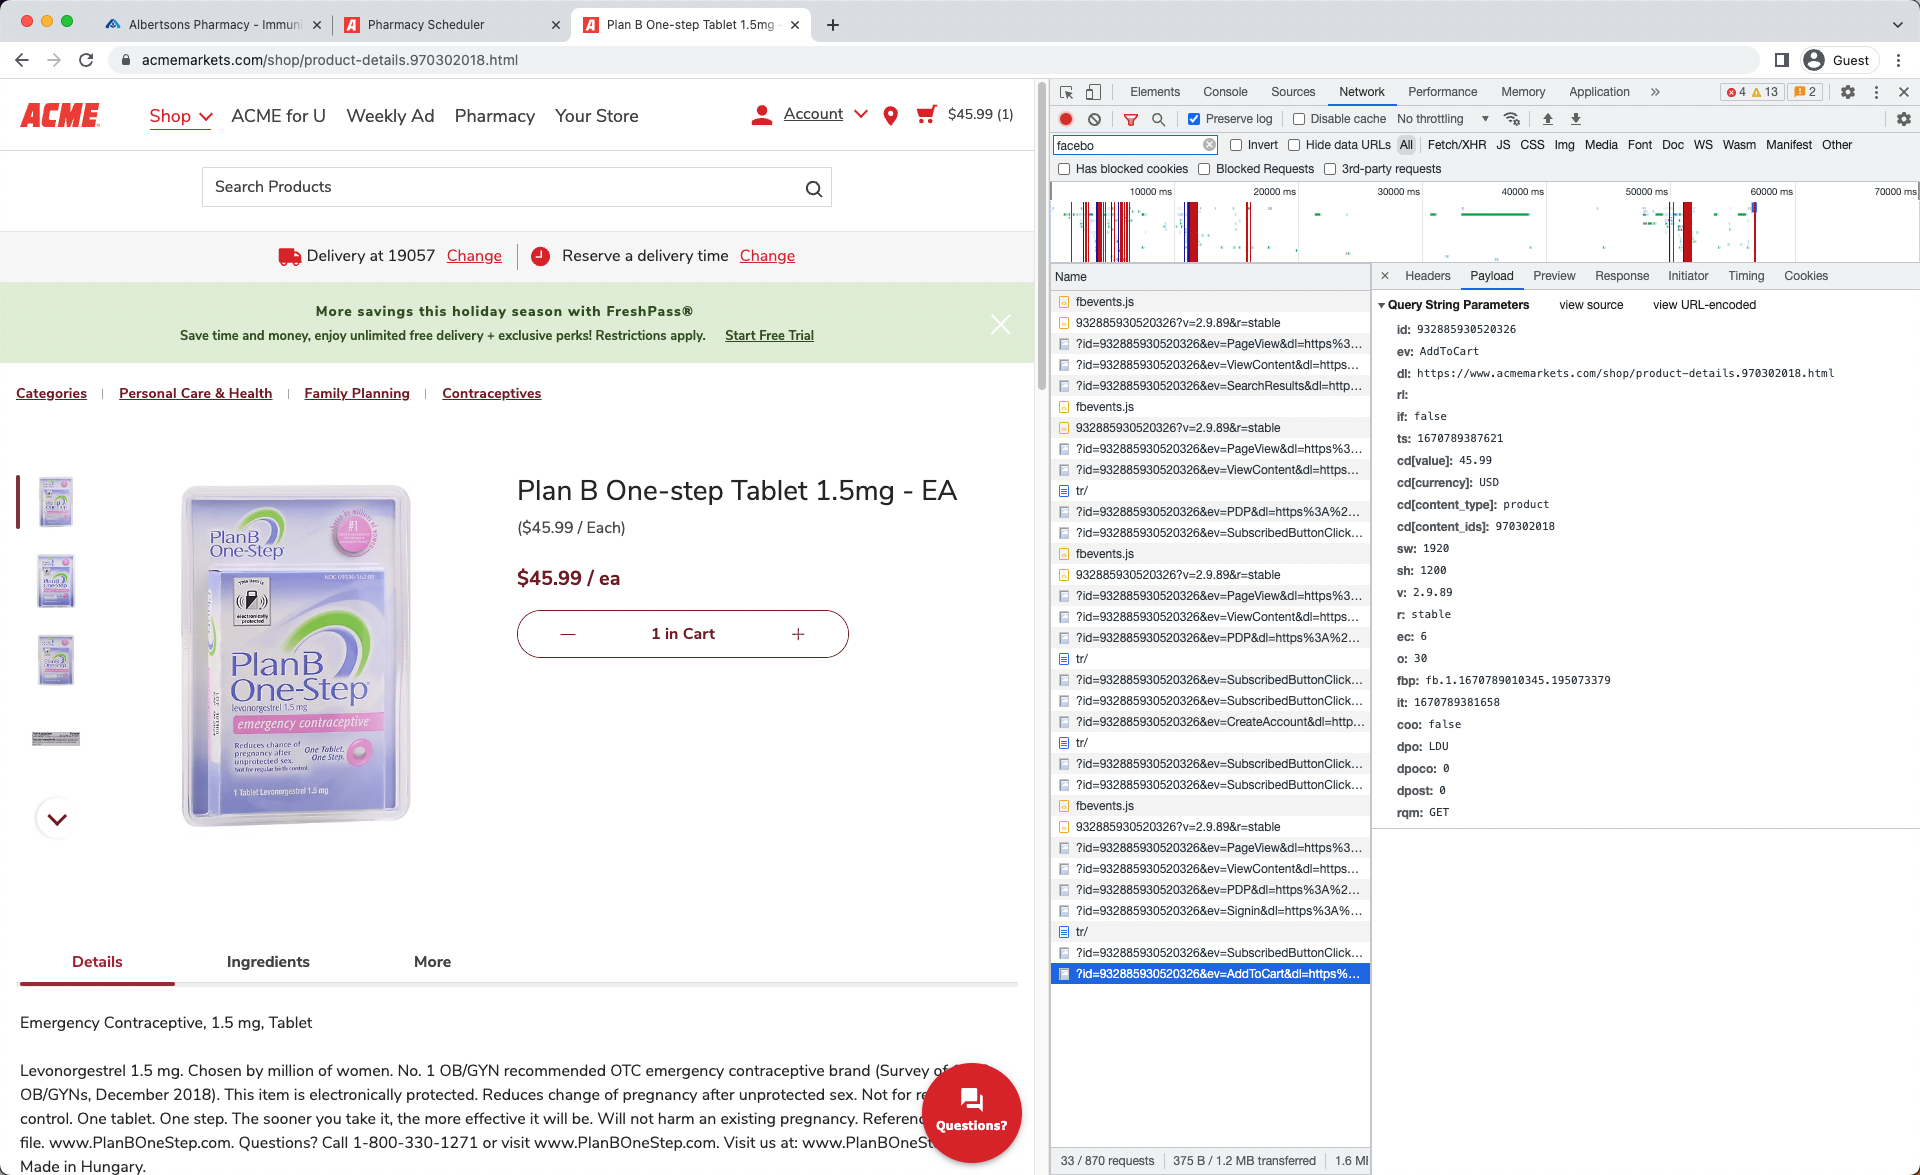 Albertsons Pharmacy - Immuni
Pharmacy Scheduler
Plan B One-step Tablet 1.5mg -
acmemarkets.com/shop/product-details.970302018.html
Guest
ACME
Shop
ACME for U
Weekly Ad
Pharmacy
Your Store
Account
$45.99 (1)
Search Products
Delivery at 19057 Change
Reserve a delivery time Change
More savings this holiday season with FreshPass®
Save time and money, enjoy unlimited free delivery + exclusive perks! Restrictions apply. Start Free Trial
Categories | Personal Care & Health | Family Planning | Contraceptives
Plan B One-step Tablet 1.5mg - EA
($45.99 / Each)
$45.99 / ea
— 1 in Cart +
PlanB
One-Step
#1
This item is
electronically
protected
PlanB
One-Step
levonorgestrel 1.5 mg
emergency contraceptive
Reduces chance of
pregnancy after
unprotected sex.
Not for regular birth control.
One Tablet.
One Step.
1 Tablet Levonorgestrel 1.5 mg
Details
Ingredients
More
Emergency Contraceptive, 1.5 mg, Tablet
Levonorgestrel 1.5 mg. Chosen by million of women. No. 1 OB/GYN recommended OTC emergency contraceptive brand (Survey of
OB/GYNs, December 2018). This item is electronically protected. Reduces change of pregnancy after unprotected sex. Not for re
control. One tablet. One step. The sooner you take it, the more effective it will be. Will not harm an existing pregnancy. Referenc
file. www.PlanBOneStep.com. Questions? Call 1-800-330-1271 or visit www.PlanBOneStep.com. Visit us at: www.PlanBOneSt
Made in Hungary.
Questions?
Elements Console Sources Network Performance Memory Application » 4 13 2
Preserve log Disable cache No throttling
facebo
Invert Hide data URLs All Fetch/XHR JS CSS Img Media Font Doc WS Wasm Manifest Other
Has blocked cookies Blocked Requests 3rd-party requests
10000 ms 20000 ms 30000 ms 40000 ms 50000 ms 60000 ms 70000 ms
Name
fbevents.js
932885930520326?v=2.9.89&r=stable
?id=932885930520326&ev=PageView&dl=https%3...
?id=932885930520326&ev=ViewContent&dl=https...
?id=932885930520326&ev=SearchResults&dl=http...
fbevents.js
932885930520326?v=2.9.89&r=stable
?id=932885930520326&ev=PageView&dl=https%3...
?id=932885930520326&ev=ViewContent&dl=https...
tr/
?id=932885930520326&ev=PDP&dl=https%3A%2...
?id=932885930520326&ev=SubscribedButtonClick...
fbevents.js
932885930520326?v=2.9.89&r=stable
?id=932885930520326&ev=PageView&dl=https%3...
?id=932885930520326&ev=ViewContent&dl=https...
?id=932885930520326&ev=PDP&dl=https%3A%2...
tr/
?id=932885930520326&ev=SubscribedButtonClick...
?id=932885930520326&ev=SubscribedButtonClick...
?id=932885930520326&ev=CreateAccount&dl=http...
tr/
?id=932885930520326&ev=SubscribedButtonClick...
?id=932885930520326&ev=SubscribedButtonClick...
fbevents.js
932885930520326?v=2.9.89&r=stable
?id=932885930520326&ev=PageView&dl=https%3...
?id=932885930520326&ev=ViewContent&dl=https...
?id=932885930520326&ev=PDP&dl=https%3A%2...
?id=932885930520326&ev=Signin&dl=https%3A%...
tr/
?id=932885930520326&ev=SubscribedButtonClick...
?id=932885930520326&ev=AddToCart&dl=https%...
33 / 870 requests 375 B / 1.2 MB transferred 1.6 M
Headers Payload Preview Response Initiator Timing Cookies
Query String Parameters view source view URL-encoded
id: 932885930520326
ev: AddToCart
dl: https://www.acmemarkets.com/shop/product-details.970302018.html
rl:
if: false
ts: 1670789387621
cd[value]: 45.99
cd[currency]: USD
cd[content_type]: product
cd[content_ids]: 970302018
sw: 1920
sh: 1200
v: 2.9.89
r: stable
ec: 6
o: 30
fbp: fb.1.1670789010345.195073379
it: 1670789381658
coo: false
dpo: LDU
dpoco: 0
dpost: 0
rqm: GET